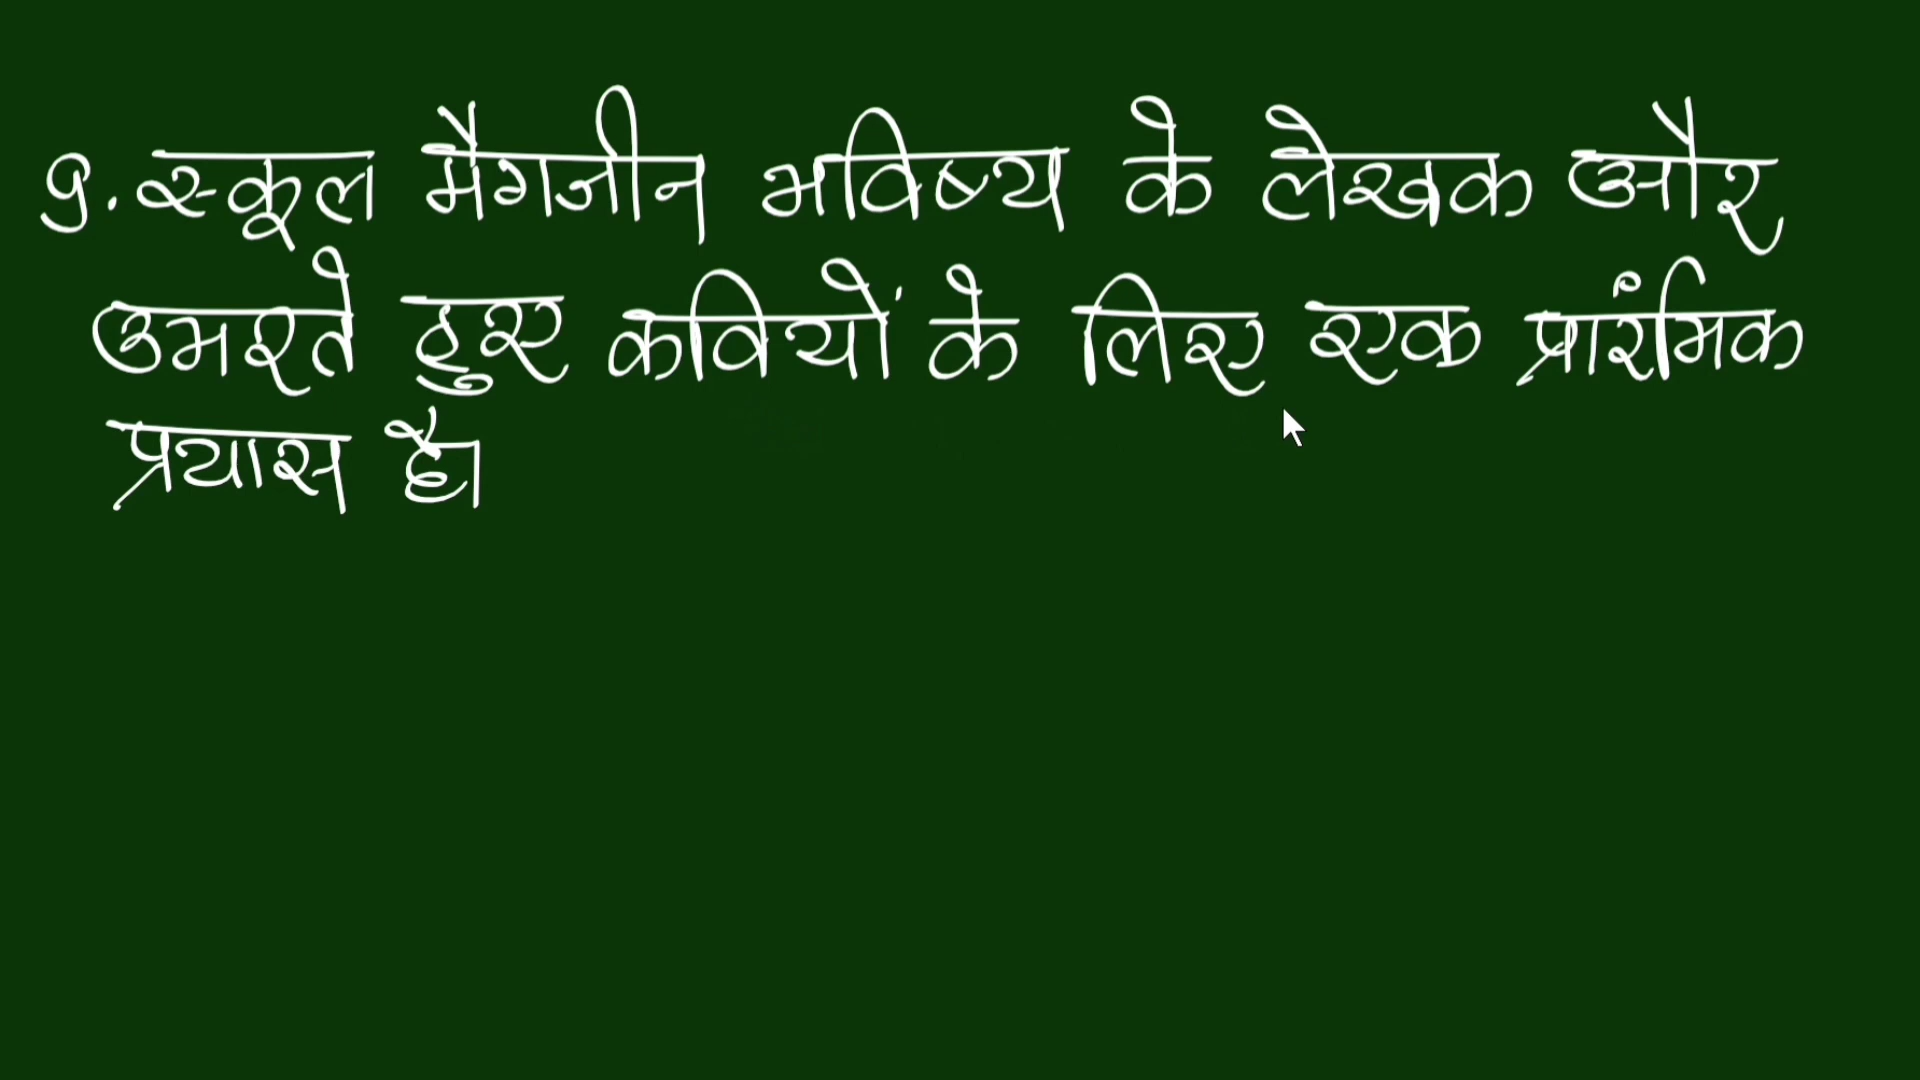 9. स्कूल मैगजीन भविष्य के लेखक और
उभरते हुए कवियों के लिए एक प्रारंभिक
प्रयास है।